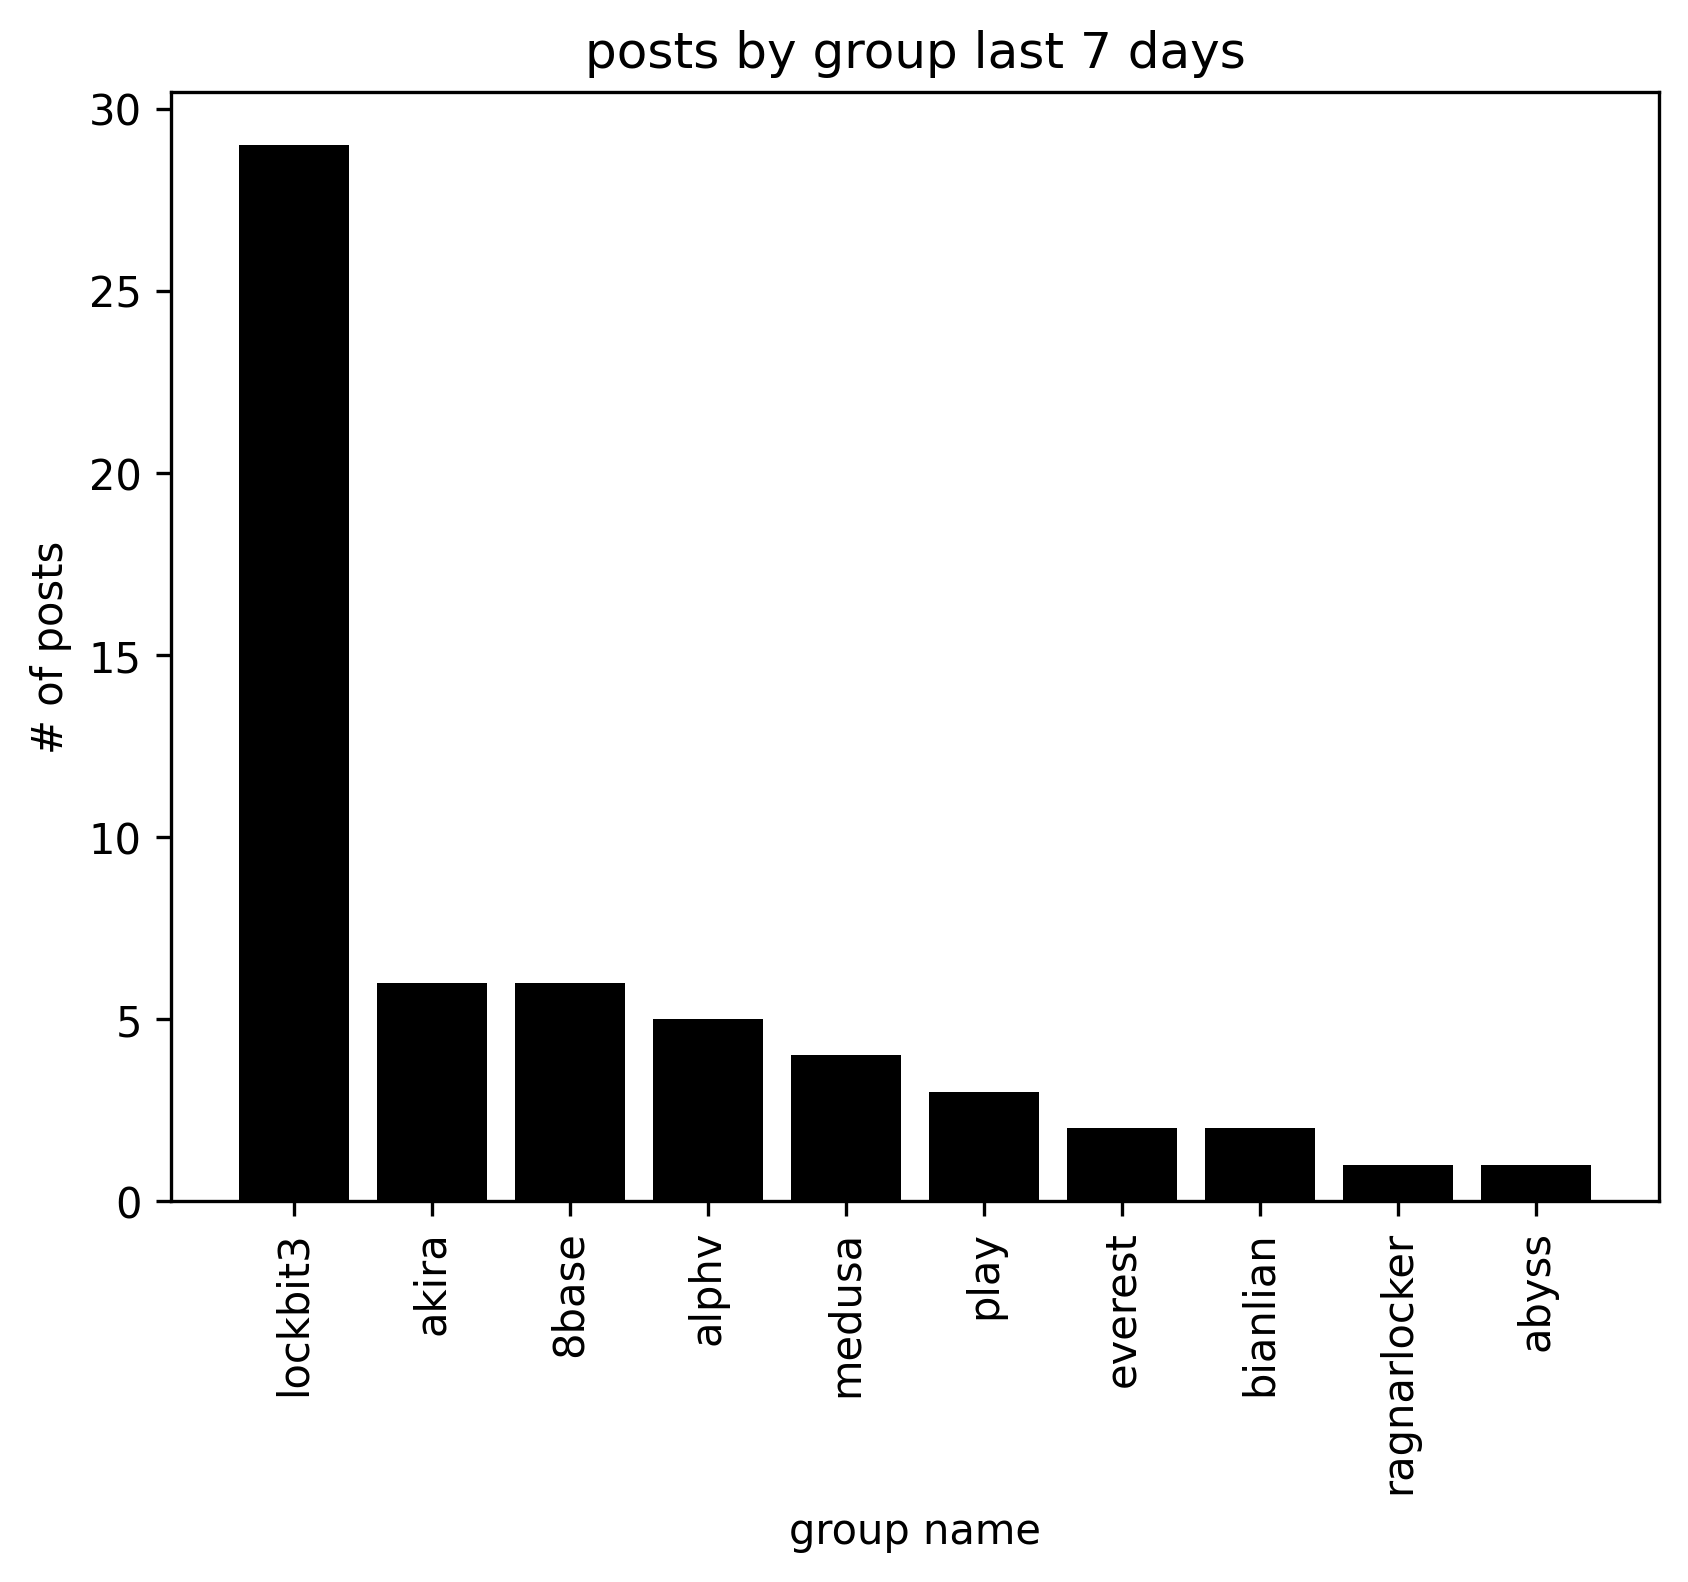 posts by group last 7 days
# of posts
30
25
20
15
10
5
0
lockbit3
akira
8base
alphv
medusa
play
everest
bianlian
ragnarlocker
abyss
group name